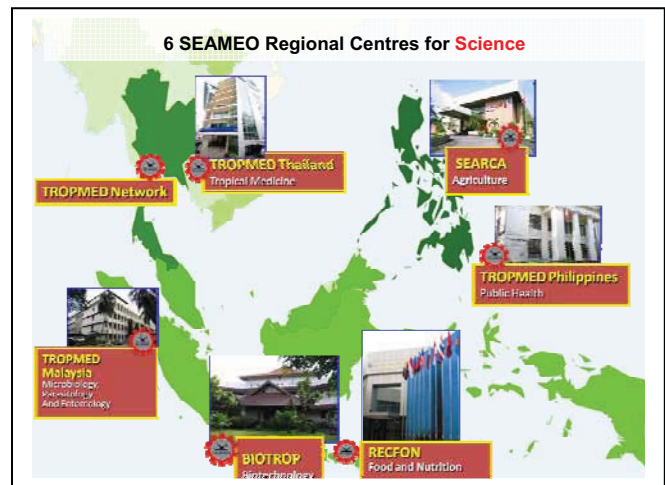 6 SEAMEO Regional Centres for Science
TROPMED Thailand
Tropical Medicine
TROPMED Network
SEARCA
Agriculture
TROPMED Philippines
Public Health
TROPMED
Malaysia
Microbiology,
Parasitology
And Entomology
BIOTROP
Biotechnology
RECFON
Food and Nutrition